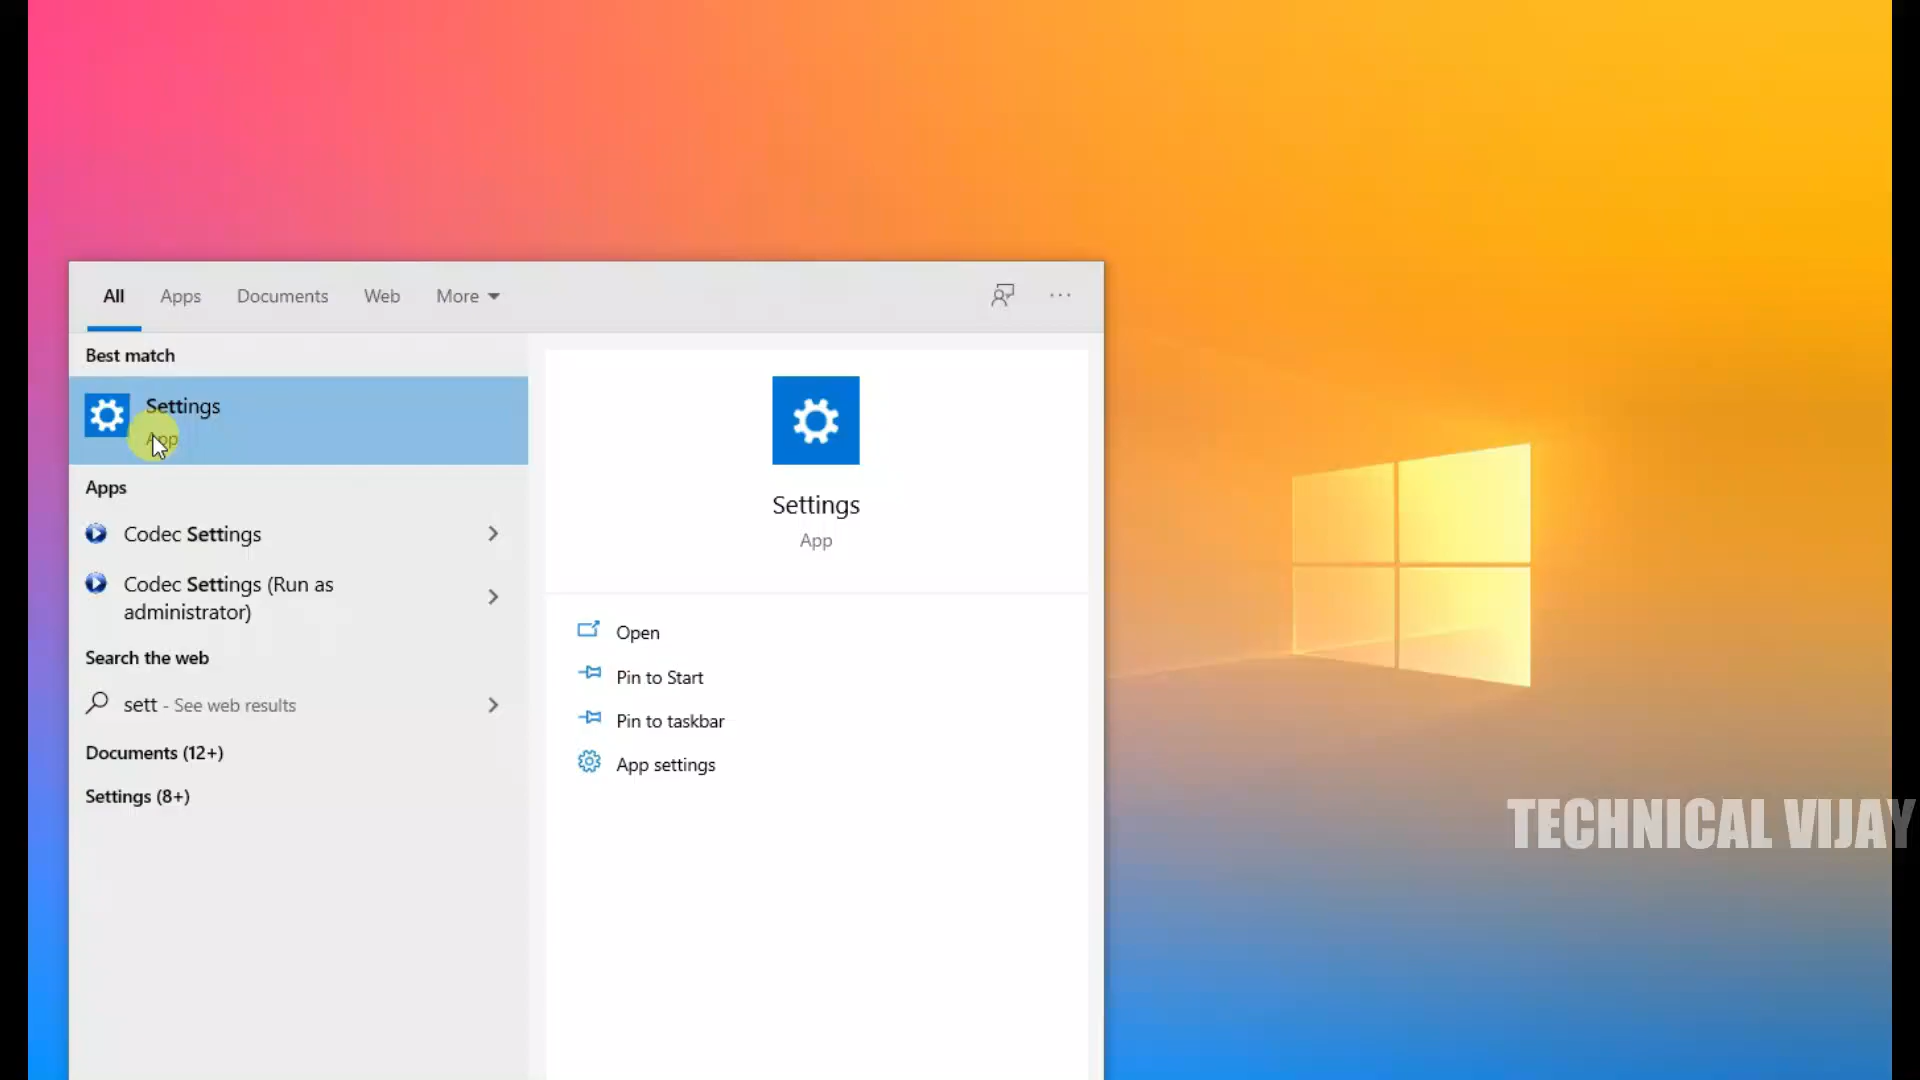 All Apps Documents Web More
Best match
Settings
App
Apps
Codec Settings
Codec Settings (Run as
administrator)
Search the web
sett - See web results
Documents (12+)
Settings (8+)
Settings
App
Open
Pin to Start
Pin to taskbar
App settings
TECHNICAL VIJAY